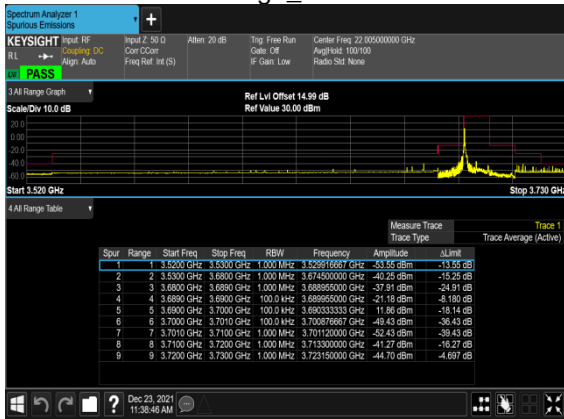 Spectrum Analyzer 1
Spurious Emissions
+
KEYSIGHT Input: RF Input Z: 50 Ω Atten: 20 dB Trig: Free Run Center Freq: 22.005000000 GHz
RL Coupling: DC Corr CCorr Gate: Off Avg|Hold: 100/100
Align: Auto Freq Ref: Int (S) IF Gain: Low Radio Std: None
PASS
3 All Range Graph
Ref Lvl Offset 14.99 dB
Scale/Div 10.0 dB Ref Value 30.00 dBm
20.0
0.00
-20.0
-40.0
-60.0
Start 3.520 GHz Stop 3.730 GHz
4 All Range Table
Measure Trace Trace 1
Trace Type Trace Average (Active)
Spur Range Start Freq Stop Freq RBW Frequency Amplitude ΔLimit
1 1 3.5200 GHz 3.5300 GHz 1.000 MHz 3.529916667 GHz -53.55 dBm -13.55 dB
2 2 3.5300 GHz 3.6800 GHz 1.000 MHz 3.674500000 GHz -40.25 dBm -15.25 dB
3 3 3.6800 GHz 3.6890 GHz 1.000 MHz 3.688955000 GHz -37.91 dBm -24.91 dB
4 4 3.6890 GHz 3.6900 GHz 100.0 kHz 3.689955000 GHz -21.18 dBm -8.180 dB
5 5 3.6900 GHz 3.7000 GHz 100.0 kHz 3.690333333 GHz 11.86 dBm -18.14 dB
6 6 3.7000 GHz 3.7010 GHz 100.0 kHz 3.700876667 GHz -49.43 dBm -36.43 dB
7 7 3.7010 GHz 3.7100 GHz 1.000 MHz 3.701120000 GHz -52.43 dBm -39.43 dB
8 8 3.7100 GHz 3.7200 GHz 1.000 MHz 3.713300000 GHz -41.27 dBm -16.27 dB
9 9 3.7200 GHz 3.7300 GHz 1.000 MHz 3.723150000 GHz -44.70 dBm -4.697 dB
? Dec 23, 2021
11:38:46 AM